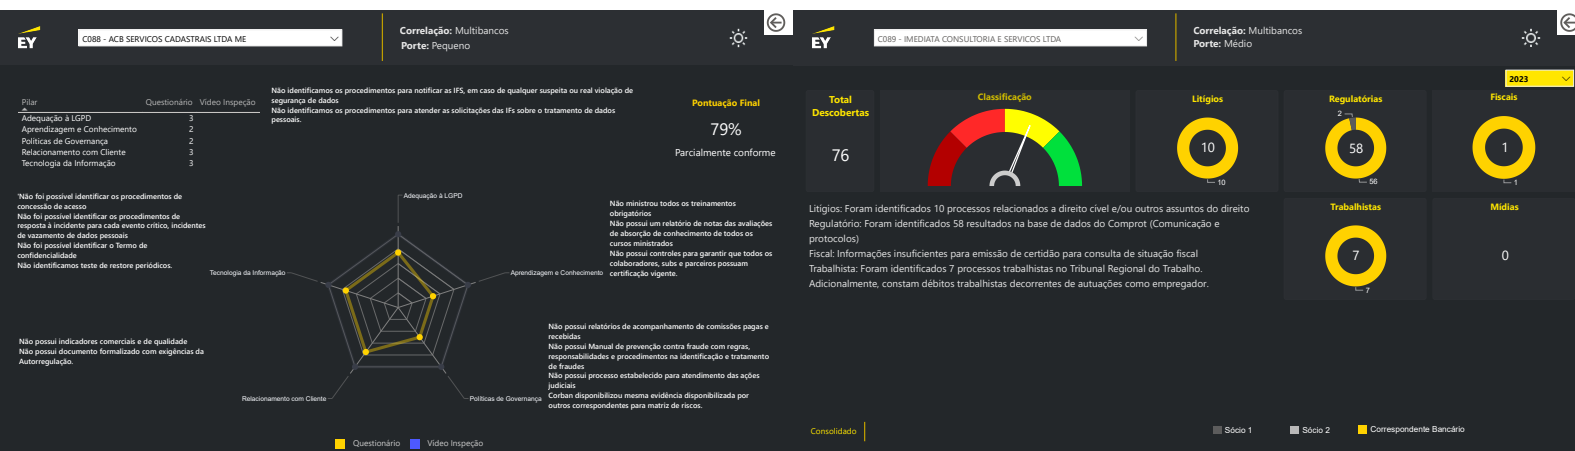 EY
C088 - ACB SERVICOS CADASTRAIS LTDA ME
Correlação: Multibancos
Porte: Pequeno
Pilar Questionário Vídeo Inspeção
Adequação à LGPD 3
Aprendizagem e Conhecimento 2
Políticas de Governança 2
Relacionamento com Cliente 3
Tecnologia da Informação 3
Não identificamos os procedimentos para notificar as IFS, em caso de qualquer suspeita ou real violação de
segurança de dados
Não identificamos os procedimentos para atender as solicitações das IFs sobre o tratamento de dados
pessoais.
Pontuação Final
79%
Parcialmente conforme
'Não foi possível identificar os procedimentos de
concessão de acesso
Não foi possível identificar os procedimentos de
resposta à incidente para cada evento crítico, incidentes
de vazamento de dados pessoais
Não foi possível identificar o Termo de
confidencialidade
Não identificamos teste de restore periódicos.
Adequação à LGPD
Não ministrou todos os treinamentos
obrigatórios
Não possui um relatório de notas das avaliações
de absorção de conhecimento de todos os
cursos ministrados
Não possui controles para garantir que todos os
colaboradores, subs e parceiros possuam
certificação vigente.
Tecnologia da Informação
Aprendizagem e Conhecimento
Não possui indicadores comerciais e de qualidade
Não possui documento formalizado com exigências da
Autorregulação.
Não possui relatórios de acompanhamento de comissões pagas e
recebidas
Não possui Manual de prevenção contra fraude com regras,
responsabilidades e procedimentos na identificação e tratamento
de fraudes
Não possui processo estabelecido para atendimento das ações
judiciais
Corban disponibilizou mesma evidência disponibilizada por
outros correspondentes para matriz de riscos.
Relacionamento com Cliente
Políticas de Governança
Questionário Vídeo Inspeção
EY
C089 - IMEDIATA CONSULTORIA E SERVICOS LTDA
Correlação: Multibancos
Porte: Médio
2023
Total
Descobertas
76
Classificação
Litígios
10
10
Regulatórias
2
58
56
Fiscais
1
1
Litígios: Foram identificados 10 processos relacionados a direito cível e/ou outros assuntos do direito
Regulatório: Foram identificados 58 resultados na base de dados do Comprot (Comunicação e
protocolos)
Fiscal: Informações insuficientes para emissão de certidão para consulta de situação fiscal
Trabalhista: Foram identificados 7 processos trabalhistas no Tribunal Regional do Trabalho.
Adicionalmente, constam débitos trabalhistas decorrentes de autuações como empregador.
Trabalhistas
7
7
Mídias
0
Consolidado
Sócio 1 Sócio 2 Correspondente Bancário